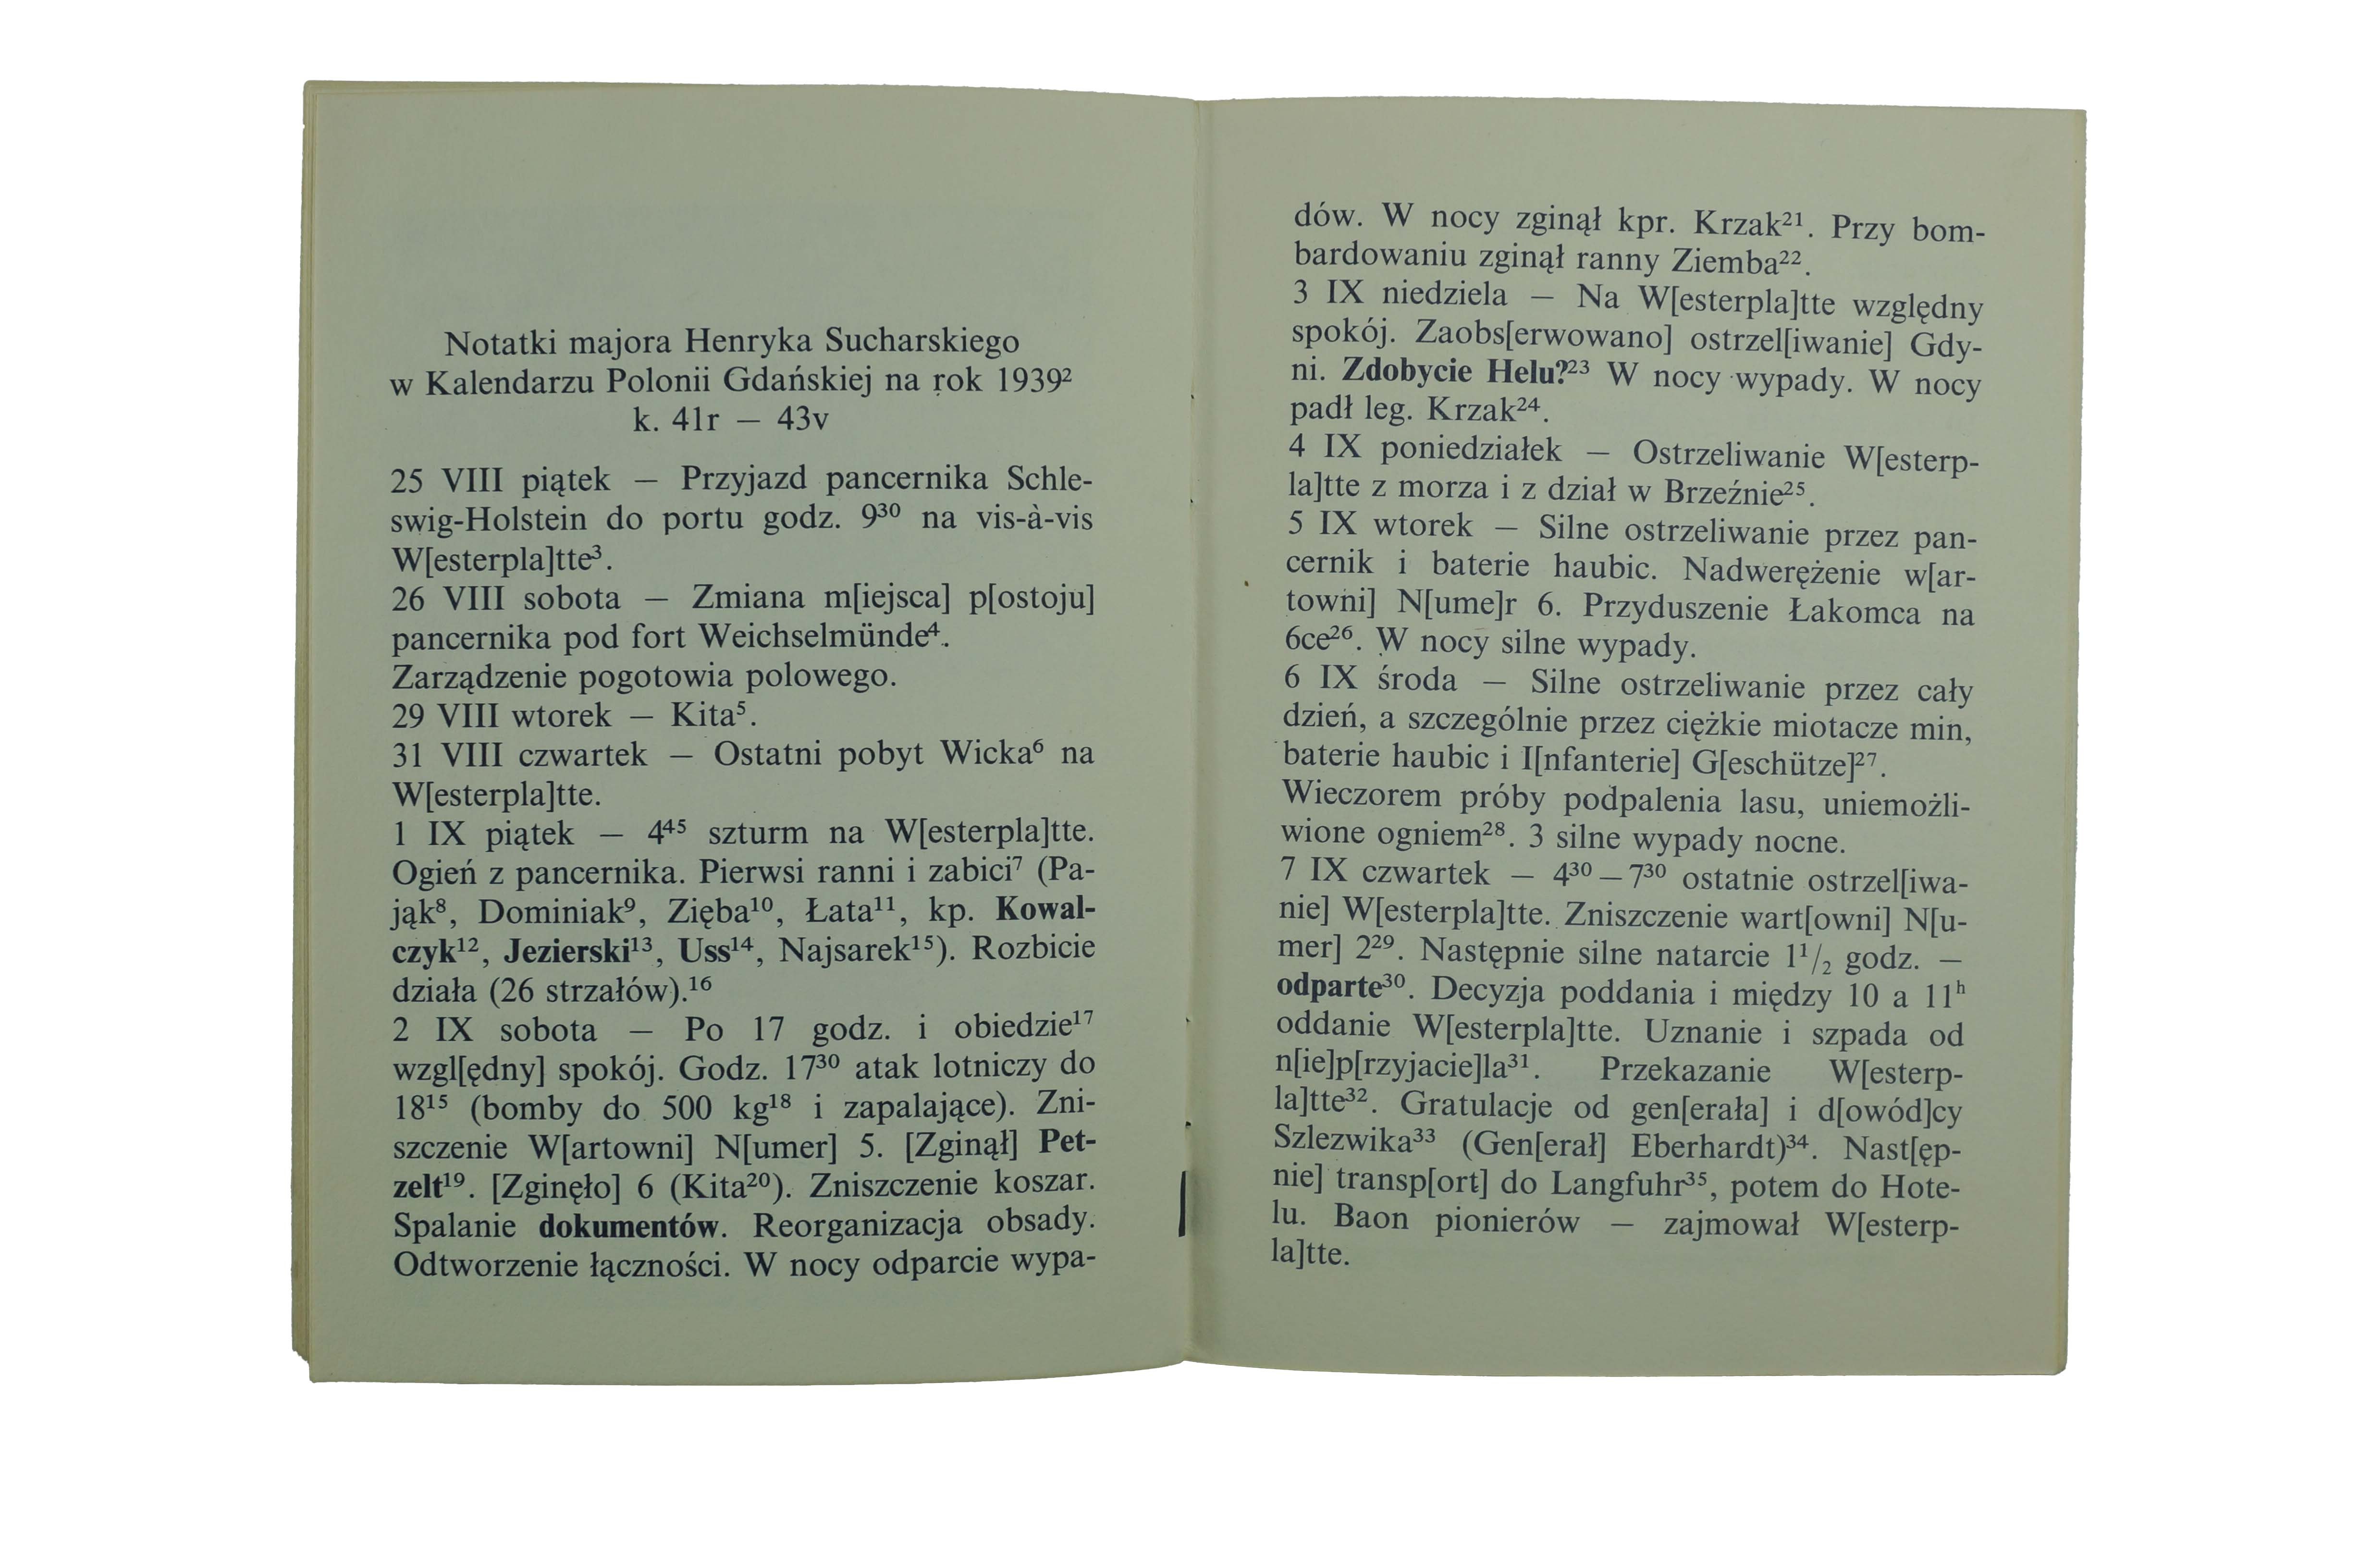 Notatki majora Henryka Sucharskiego
w Kalendarzu Polonii Gdańskiej na rok 1939²
k. 41r — 43v
25 VIII piątek — Przyjazd pancernika Schle-
swig-Holstein do portu godz. 9³⁰ na vis-à-vis
W[esterpla]tte³.
26 VIII sobota — Zmiana m[iejsca] p[ostoju]
pancernika pod fort Weichselmünde⁴.
Zarządzenie pogotowia polowego.
29 VIII wtorek — Kita⁵.
31 VIII czwartek — Ostatni pobyt Wicka⁶ na
W[esterpla]tte.
1 IX piątek — 4⁴⁵ szturm na W[esterpla]tte.
Ogień z pancernika. Pierwsi ranni i zabici⁷ (Pa-
jąk⁸, Dominiak⁹, Zięba¹⁰, Łata¹¹, kp. Kowal-
czyk¹², Jezierski¹³, Uss¹⁴, Najsarek¹⁵). Rozbicie
działa (26 strzałów).¹⁶
2 IX sobota — Po 17 godz. i obiedzie¹⁷
wzgl[ędny] spokój. Godz. 17³⁰ atak lotniczy do
18¹⁵ (bomby do 500 kg¹⁸ i zapalające). Zni-
szczenie W[artowni] N[umer] 5. [Zginął] Pet-
zelt¹⁹. [Zginęło] 6 (Kita²⁰). Zniszczenie koszar.
Spalanie dokumentów. Reorganizacja obsady.
Odtworzenie łączności. W nocy odparcie wypa-
dów. W nocy zginął kpr. Krzak²¹. Przy bom-
bardowaniu zginął ranny Ziemba²².
3 IX niedziela — Na W[esterpla]tte względny
spokój. Zaobs[erwowano] ostrzel[iwanie] Gdy-
ni. Zdobycie Helu?²³ W nocy wypady. W nocy
padł leg. Krzak²⁴.
4 IX poniedziałek — Ostrzeliwanie W[esterp-
la]tte z morza i z dział w Brzeźnie²⁵.
5 IX wtorek — Silne ostrzeliwanie przez pan-
cernik i baterie haubic. Nadwerężenie w[ar-
towni] N[ume]r 6. Przyduszenie Łakomca na
6ce²⁶. W nocy silne wypady.
6 IX środa — Silne ostrzeliwanie przez cały
dzień, a szczególnie przez ciężkie miotacze min,
baterie haubic i I[nfanterie] G[eschütze]²⁷.
Wieczorem próby podpalenia lasu, uniemożli-
wione ogniem²⁸. 3 silne wypady nocne.
7 IX czwartek — 4³⁰ — 7³⁰ ostatnie ostrzel[iwa-
nie] W[esterpla]tte. Zniszczenie wart[owni] N[u-
mer] 2²⁹. Następnie silne natarcie 1¹/₂ godz. —
odparte³⁰. Decyzja poddania i między 10 a 11ʰ
oddanie W[esterpla]tte. Uznanie i szpada od
n[ie]p[rzyjacie]la³¹. Przekazanie W[esterp-
la]tte³². Gratulacje od gen[erała] i d[owód]cy
Szlezwika³³ (Gen[erał] Eberhardt)³⁴. Nast[ęp-
nie] transp[ort] do Langfuhr³⁵, potem do Hote-
lu. Baon pionierów — zajmował W[esterp-
la]tte.